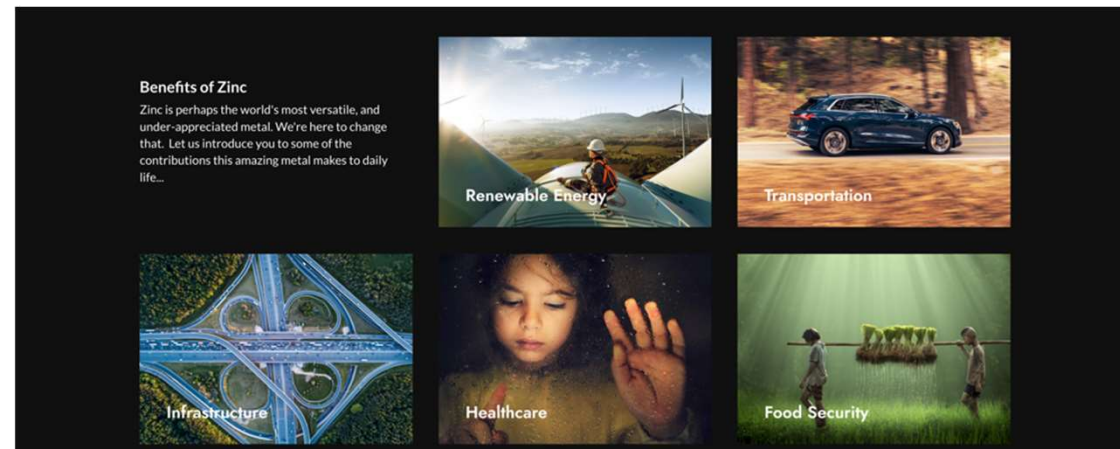 Benefits of Zinc
Zinc is perhaps the world's most versatile, and
under-appreciated metal. We're here to change
that. Let us introduce you to some of the
contributions this amazing metal makes to daily
life...
Renewable Energy
Transportation
Infrastructure
Healthcare
Food Security